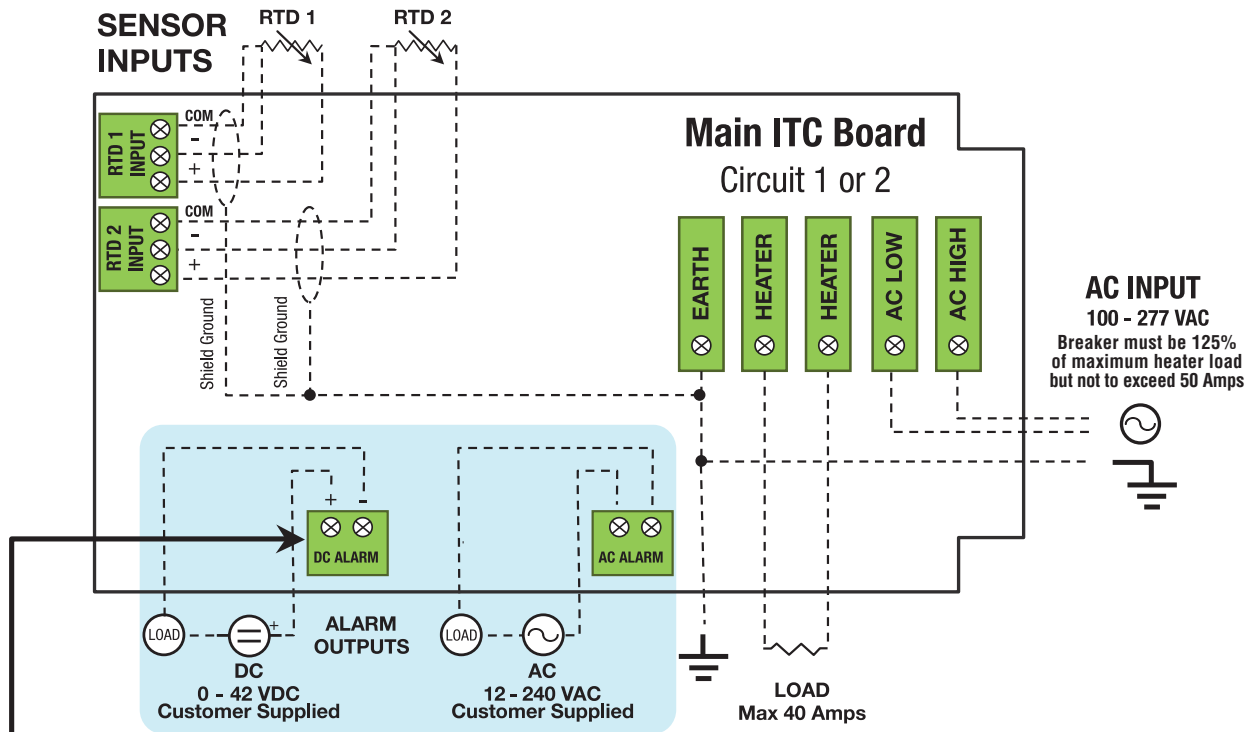 SENSOR
INPUTS
RTD 1
RTD 2
RTD 1
INPUT
COM
-
+
RTD 2
INPUT
COM
-
+
Shield Ground
Shield Ground
Main ITC Board
Circuit 1 or 2
EARTH
HEATER
HEATER
AC LOW
AC HIGH
AC INPUT
100 - 277 VAC
Breaker must be 125%
of maximum heater load
but not to exceed 50 Amps
+ -
DC ALARM
AC ALARM
LOAD
+
ALARM
OUTPUTS
LOAD
DC
0 - 42 VDC
Customer Supplied
AC
12 - 240 VAC
Customer Supplied
LOAD
Max 40 Amps